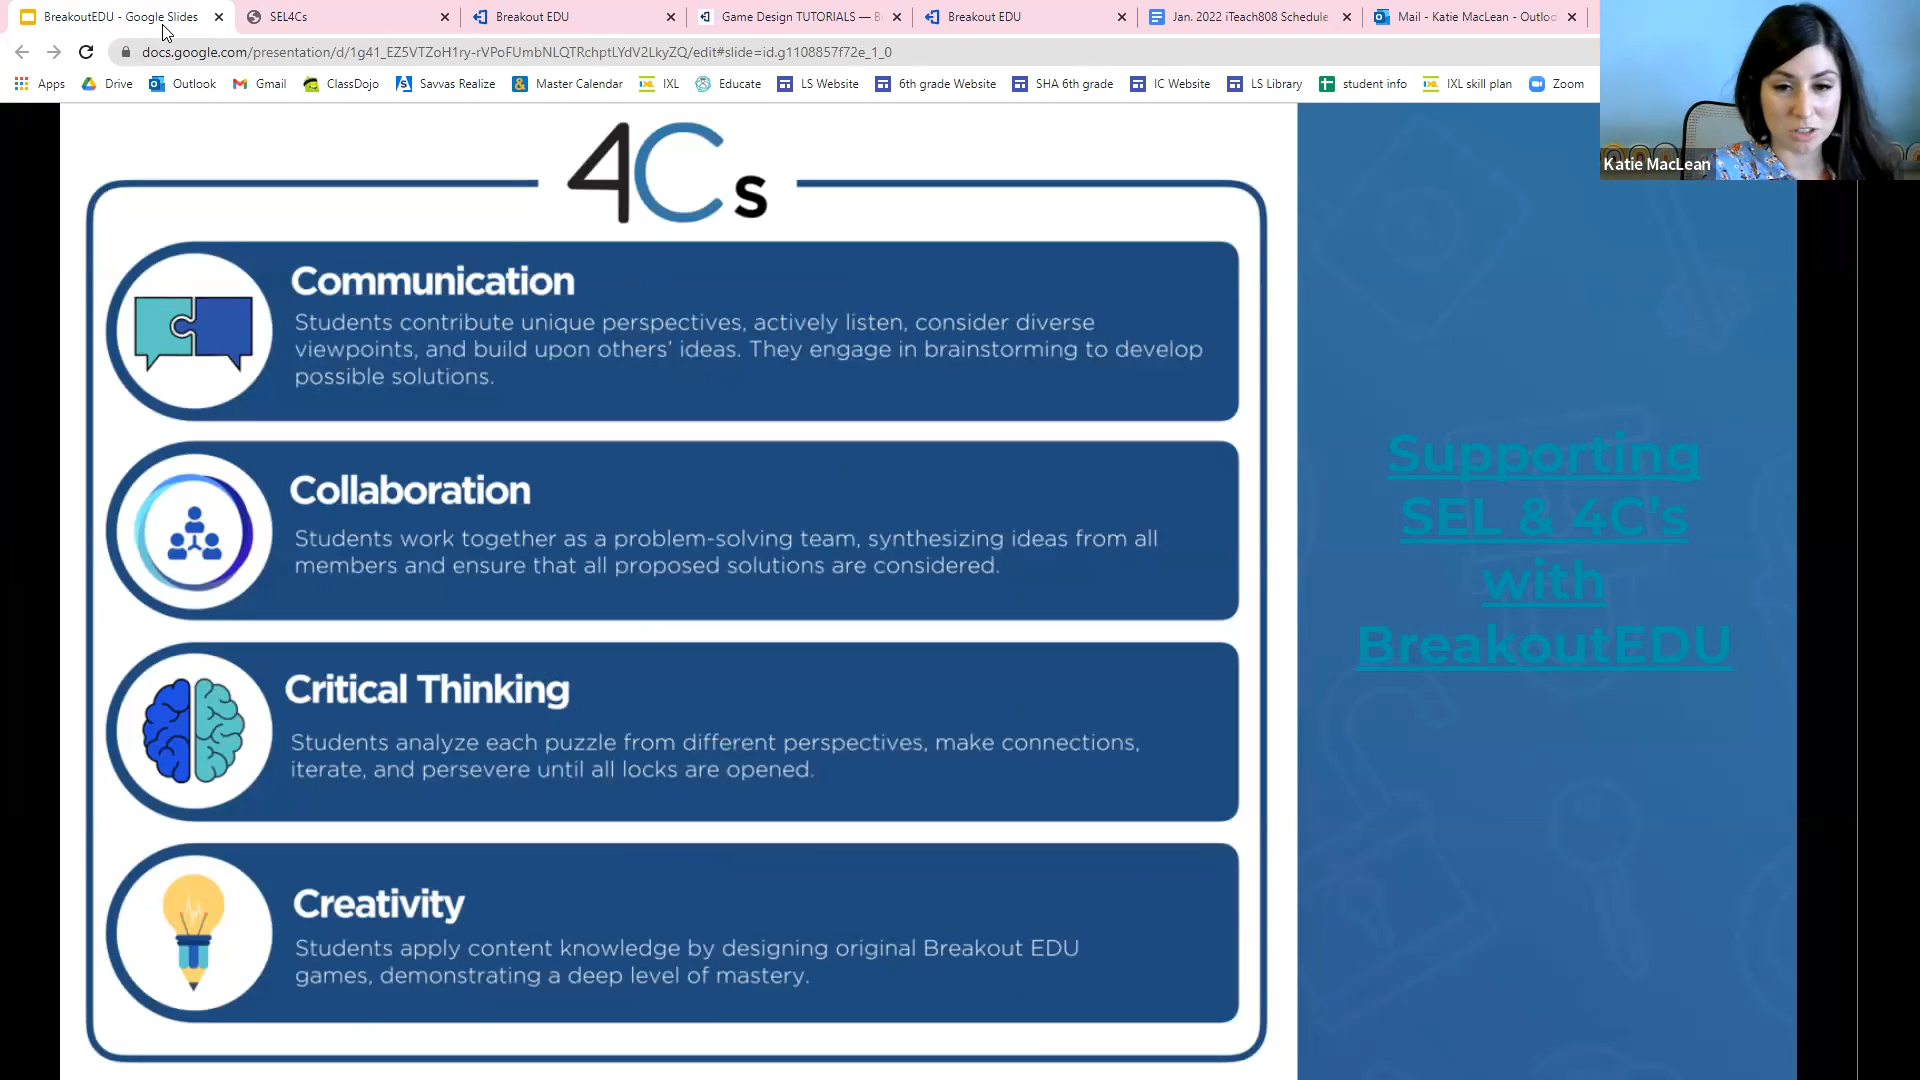 BreakoutEDU - Google Slides
SEL4Cs
Breakout EDU
Game Design TUTORIALS — B
Breakout EDU
Jan. 2022 iTeach808 Schedule
Mail - Katie MacLean - Outloo
docs.google.com/presentation/d/1g41_EZ5VTZoH1ry-rVPoFUmbNLQTRchptLYdV2LkyZQ/edit#slide=id.g1108857f72e_1_0
Apps
Drive
Outlook
Gmail
ClassDojo
Savvas Realize
Master Calendar
IXL
Educate
LS Website
6th grade Website
SHA 6th grade
IC Website
LS Library
student info
IXL skill plan
Zoom
Katie MacLean
4Cs
Communication
Students contribute unique perspectives, actively listen, consider diverse
viewpoints, and build upon others’ ideas. They engage in brainstorming to develop
possible solutions.
Collaboration
Students work together as a problem-solving team, synthesizing ideas from all
members and ensure that all proposed solutions are considered.
Critical Thinking
Students analyze each puzzle from different perspectives, make connections,
iterate, and persevere until all locks are opened.
Creativity
Students apply content knowledge by designing original Breakout EDU
games, demonstrating a deep level of mastery.
Supporting
SEL & 4C's
with
BreakoutEDU